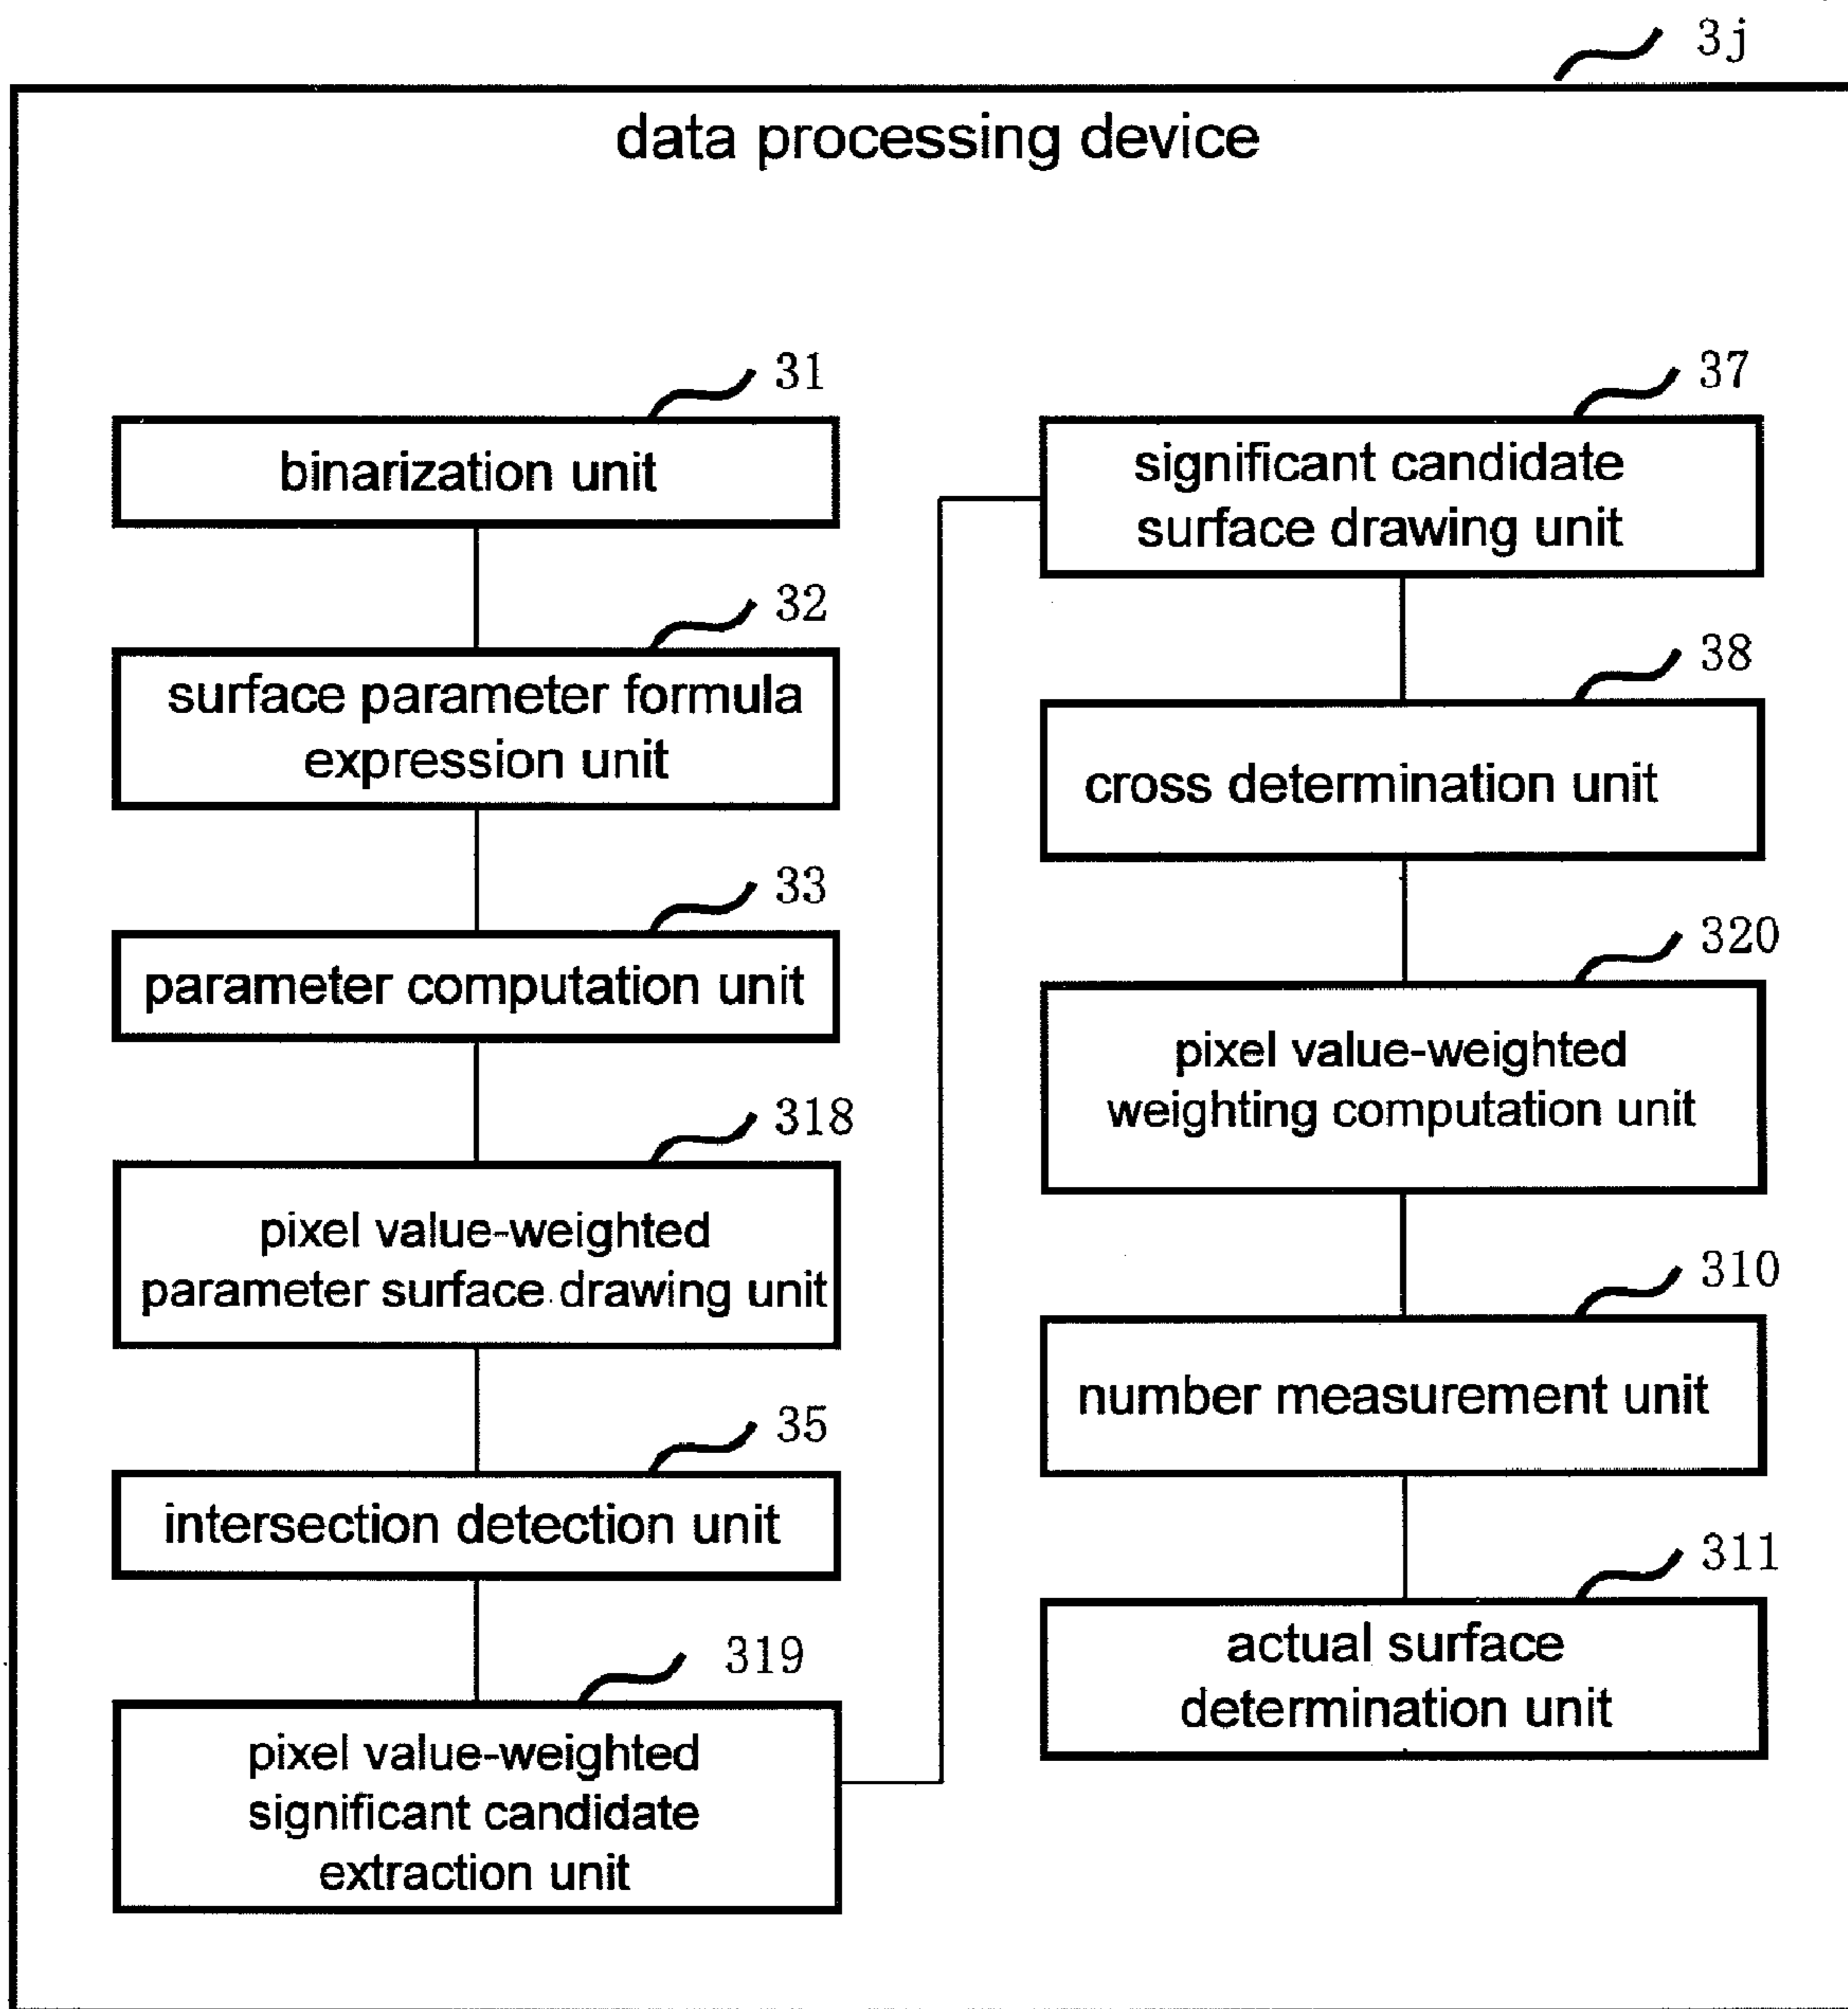 3j
data processing device
31
binarization unit
32
surface parameter formula
expression unit
33
parameter computation unit
318
pixel value-weighted
parameter surface drawing unit
35
intersection detection unit
319
pixel value-weighted
significant candidate
extraction unit
37
significant candidate
surface drawing unit
38
cross determination unit
320
pixel value-weighted
weighting computation unit
310
number measurement unit
311
actual surface
determination unit